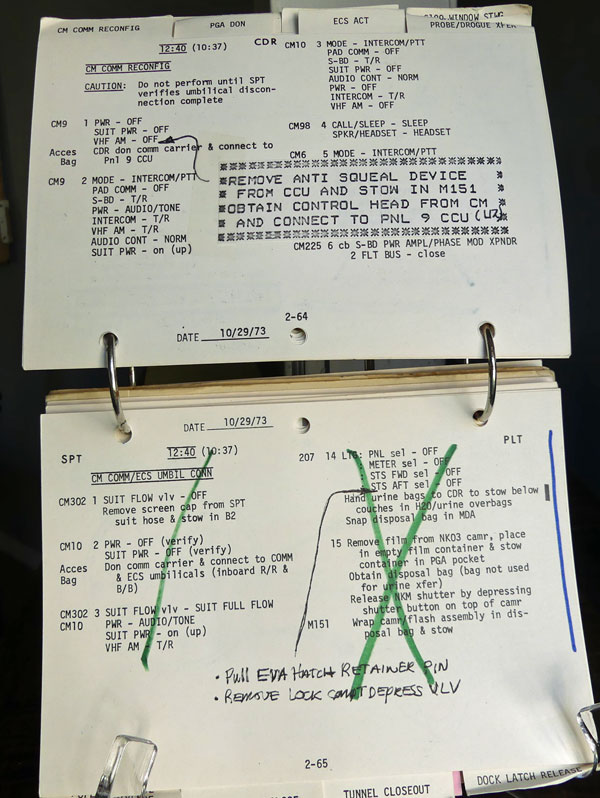 CM COMM RECONFIG
PGA DON
ECS ACT
PROBE/DROGUE XFER
12:40 (10:37)
CDR
CM COMM RECONFIG
CAUTION: Do not perform until SPT
verifies umbilical discon-
nection complete
CM9 1 PWR - OFF
SUIT PWR - OFF
VHF AM - OFF
Acces CDR don comm carrier & connect to
Bag Pnl 9 CCU
CM9 2 MODE - INTERCOM/PTT
PAD COMM - OFF
S-BD - T/R
PWR - AUDIO/TONE
INTERCOM - T/R
VHF AM - T/R
AUDIO CONT - NORM
SUIT PWR - on (up)
CM10 3 MODE - INTERCOM/PTT
PAD COMM - OFF
S-BD - T/R
SUIT PWR - OFF
AUDIO CONT - NORM
PWR - OFF
INTERCOM - T/R
VHF AM - OFF
CM98 4 CALL/SLEEP - SLEEP
SPKR/HEADSET - HEADSET
CM6 5 MODE - INTERCOM/PTT
REMOVE ANTI SQUEAL DEVICE
FROM CCU AND STOW IN M151
OBTAIN CONTROL HEAD FROM CM
AND CONNECT TO PNL 9 CCU
CM225 6 cb S-BD PWR AMPL/PHASE MOD XPNDR
2 FLT BUS - close
2-64
DATE 10/29/73
DATE 10/29/73
SPT
12:40 (10:37)
PLT
CM COMM/ECS UMBIL CONN
CM302 1 SUIT FLOW vlv - OFF
Remove screen cap from SPT
suit hose & stow in B2
CM10 2 PWR - OFF (verify)
SUIT PWR - OFF (verify)
Acces Don comm carrier & connect to COMM
Bag & ECS umbilicals (inboard R/R &
B/B)
CM302 3 SUIT FLOW vlv - SUIT FULL FLOW
CM10 PWR - AUDIO/TONE
SUIT PWR - on (up)
VHF AM - T/R
207 14 LTG: PNL sel - OFF
METER sel - OFF
STS FWD sel - OFF
STS AFT sel - OFF
Hand urine bags to CDR to stow below
couches in H2O/urine overbags
Snap disposal bag in MDA
15 Remove film from NK03 camr, place
in empty film container & stow
container in PGA pocket
Obtain disposal bag (bag not used
for urine xfer)
Release NKM shutter by depressing
shutter button on top of camr
M151 Wrap camr/flash assembly in dis-
posal bag & stow
• PULL EVA HATCH RETAINER PIN
• REMOVE LOCK COMPT DEPRESS VLV
2-65
TUNNEL CLOSEOUT
DOCK LATCH RELEASE